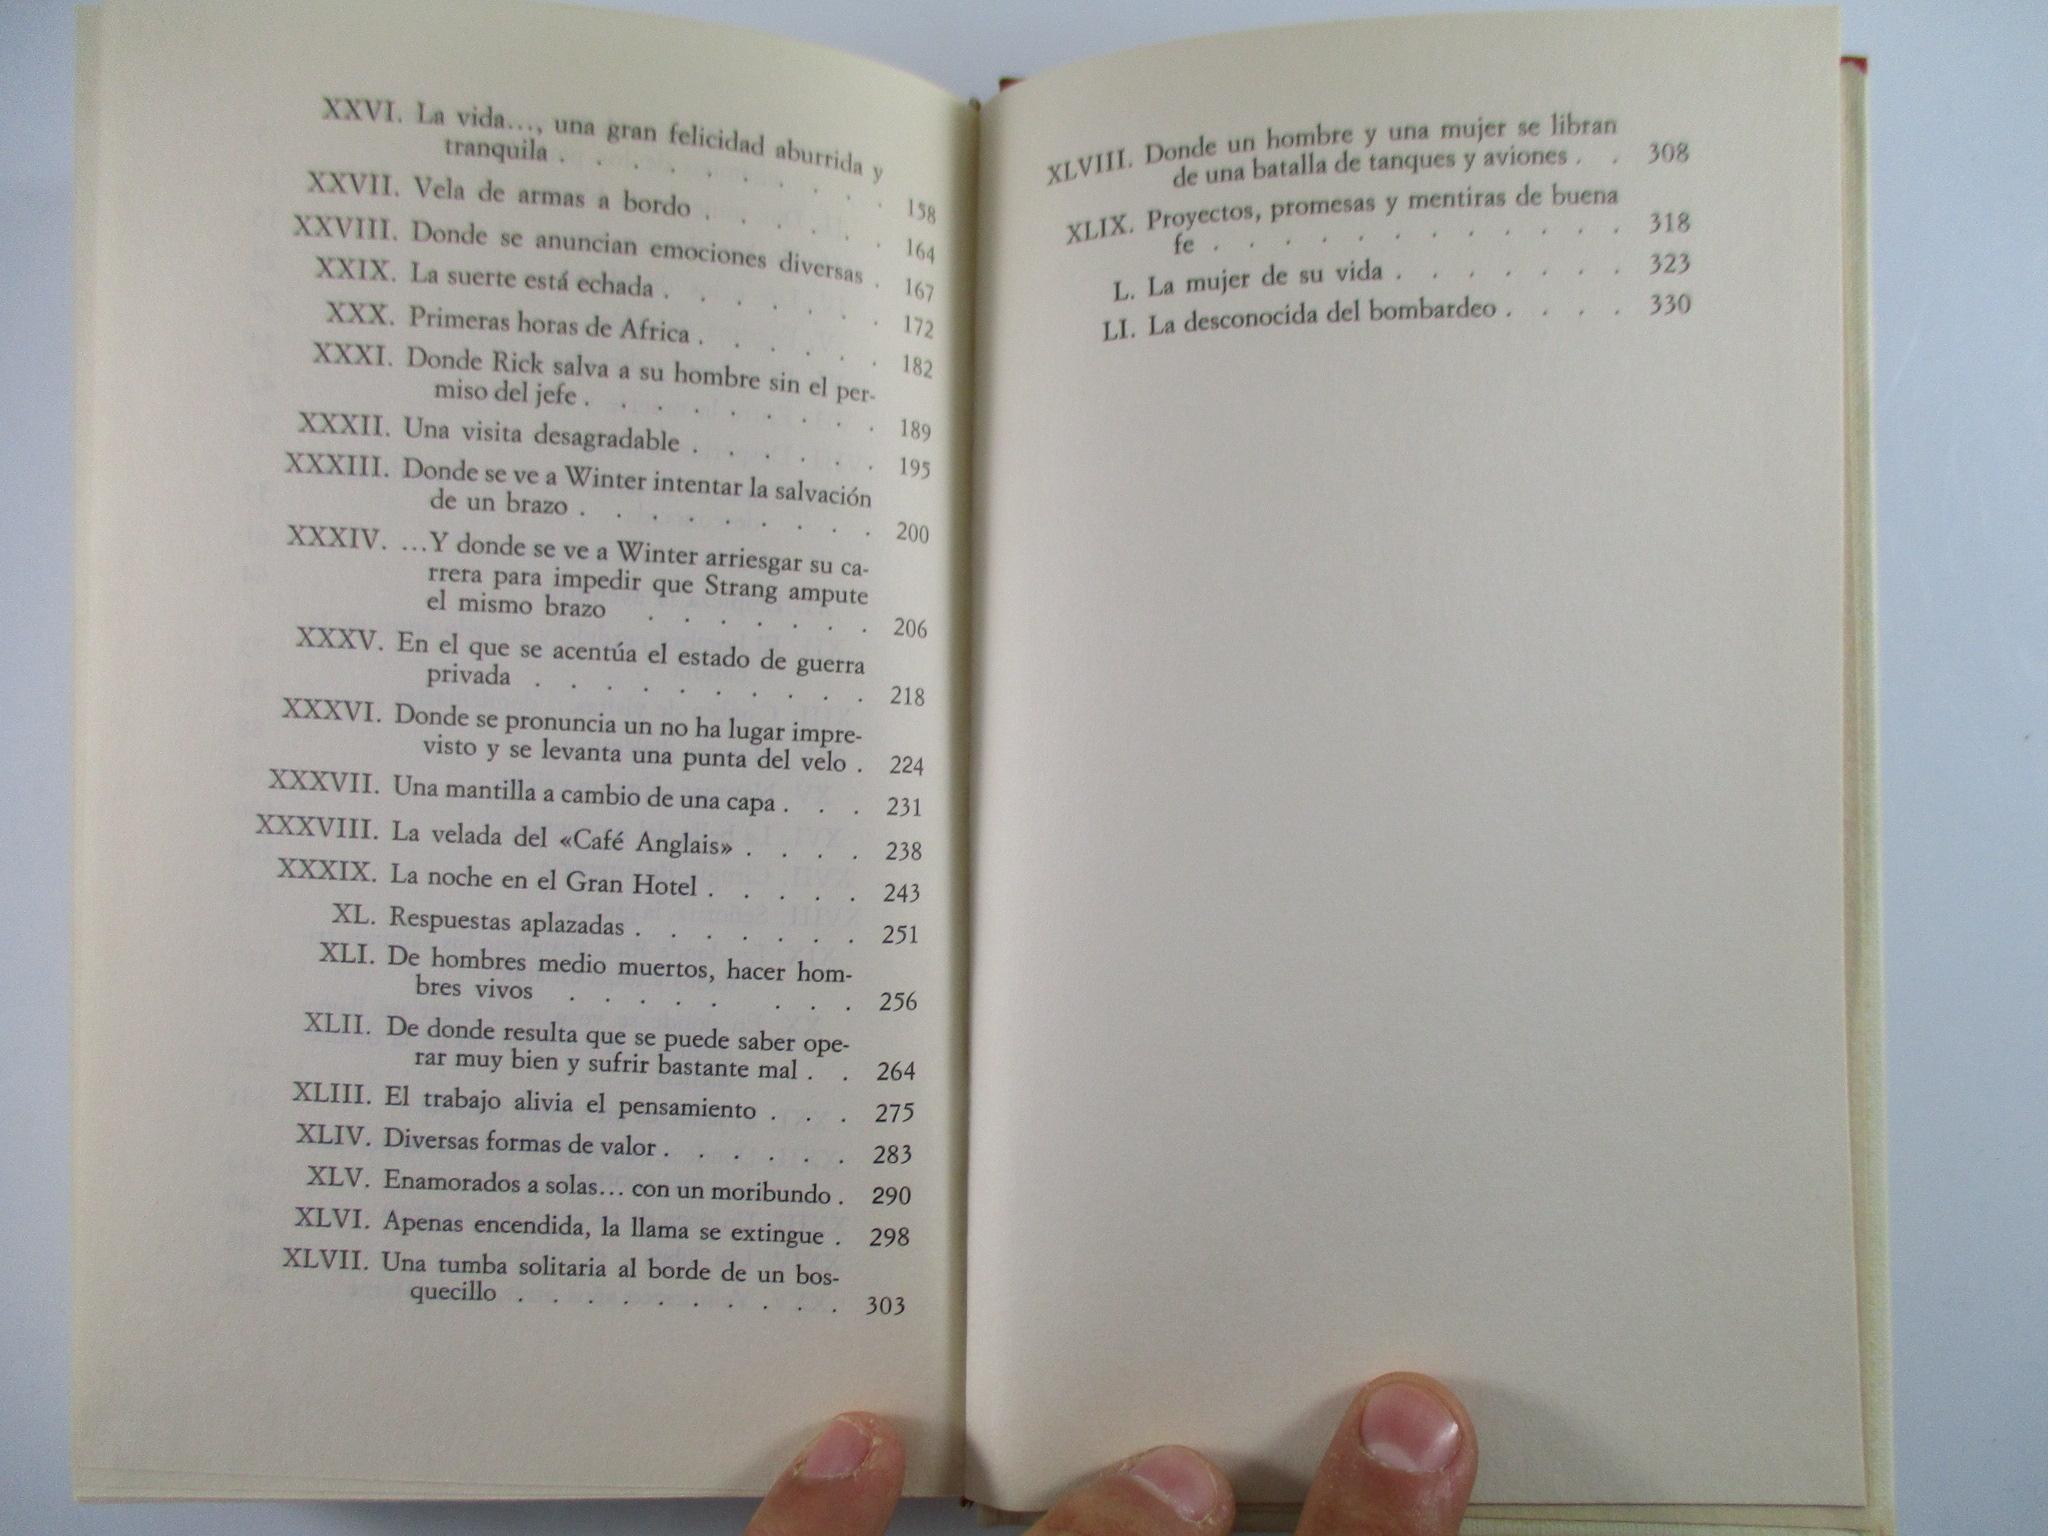 XXVI. La vida..., una gran felicidad aburrida y
tranquila . . . . . . . . . 158
XXVII. Vela de armas a bordo . . . . . . 164
XXVIII. Donde se anuncian emociones diversas . 167
XXIX. La suerte está echada . . . . . . . 172
XXX. Primeras horas de Africa . . . . . . 182
XXXI. Donde Rick salva a su hombre sin el per-
miso del jefe . . . . . . . . . 189
XXXII. Una visita desagradable . . . . . . 195
XXXIII. Donde se ve a Winter intentar la salvación
de un brazo . . . . . . . . . 200
XXXIV. ...Y donde se ve a Winter arriesgar su ca-
rrera para impedir que Strang ampute
el mismo brazo . . . . . . . 206
XXXV. En el que se acentúa el estado de guerra
privada . . . . . . . . . . 218
XXXVI. Donde se pronuncia un no ha lugar impre-
visto y se levanta una punta del velo . 224
XXXVII. Una mantilla a cambio de una capa . . . 231
XXXVIII. La velada del «Café Anglais» . . . . 238
XXXIX. La noche en el Gran Hotel . . . . . 243
XL. Respuestas aplazadas . . . . . . . 251
XLI. De hombres medio muertos, hacer hom-
bres vivos . . . . . . . . 256
XLII. De donde resulta que se puede saber ope-
rar muy bien y sufrir bastante mal . . 264
XLIII. El trabajo alivia el pensamiento . . . 275
XLIV. Diversas formas de valor . . . . . . 283
XLV. Enamorados a solas... con un moribundo . 290
XLVI. Apenas encendida, la llama se extingue . 298
XLVII. Una tumba solitaria al borde de un bos-
quecillo . . . . . . . . . . 303
XLVIII. Donde un hombre y una mujer se libran
de una batalla de tanques y aviones . . 308
XLIX. Proyectos, promesas y mentiras de buena
fe . . . . . . . . . . . . 318
L. La mujer de su vida . . . . . . . 323
LI. La desconocida del bombardeo . . . . 330